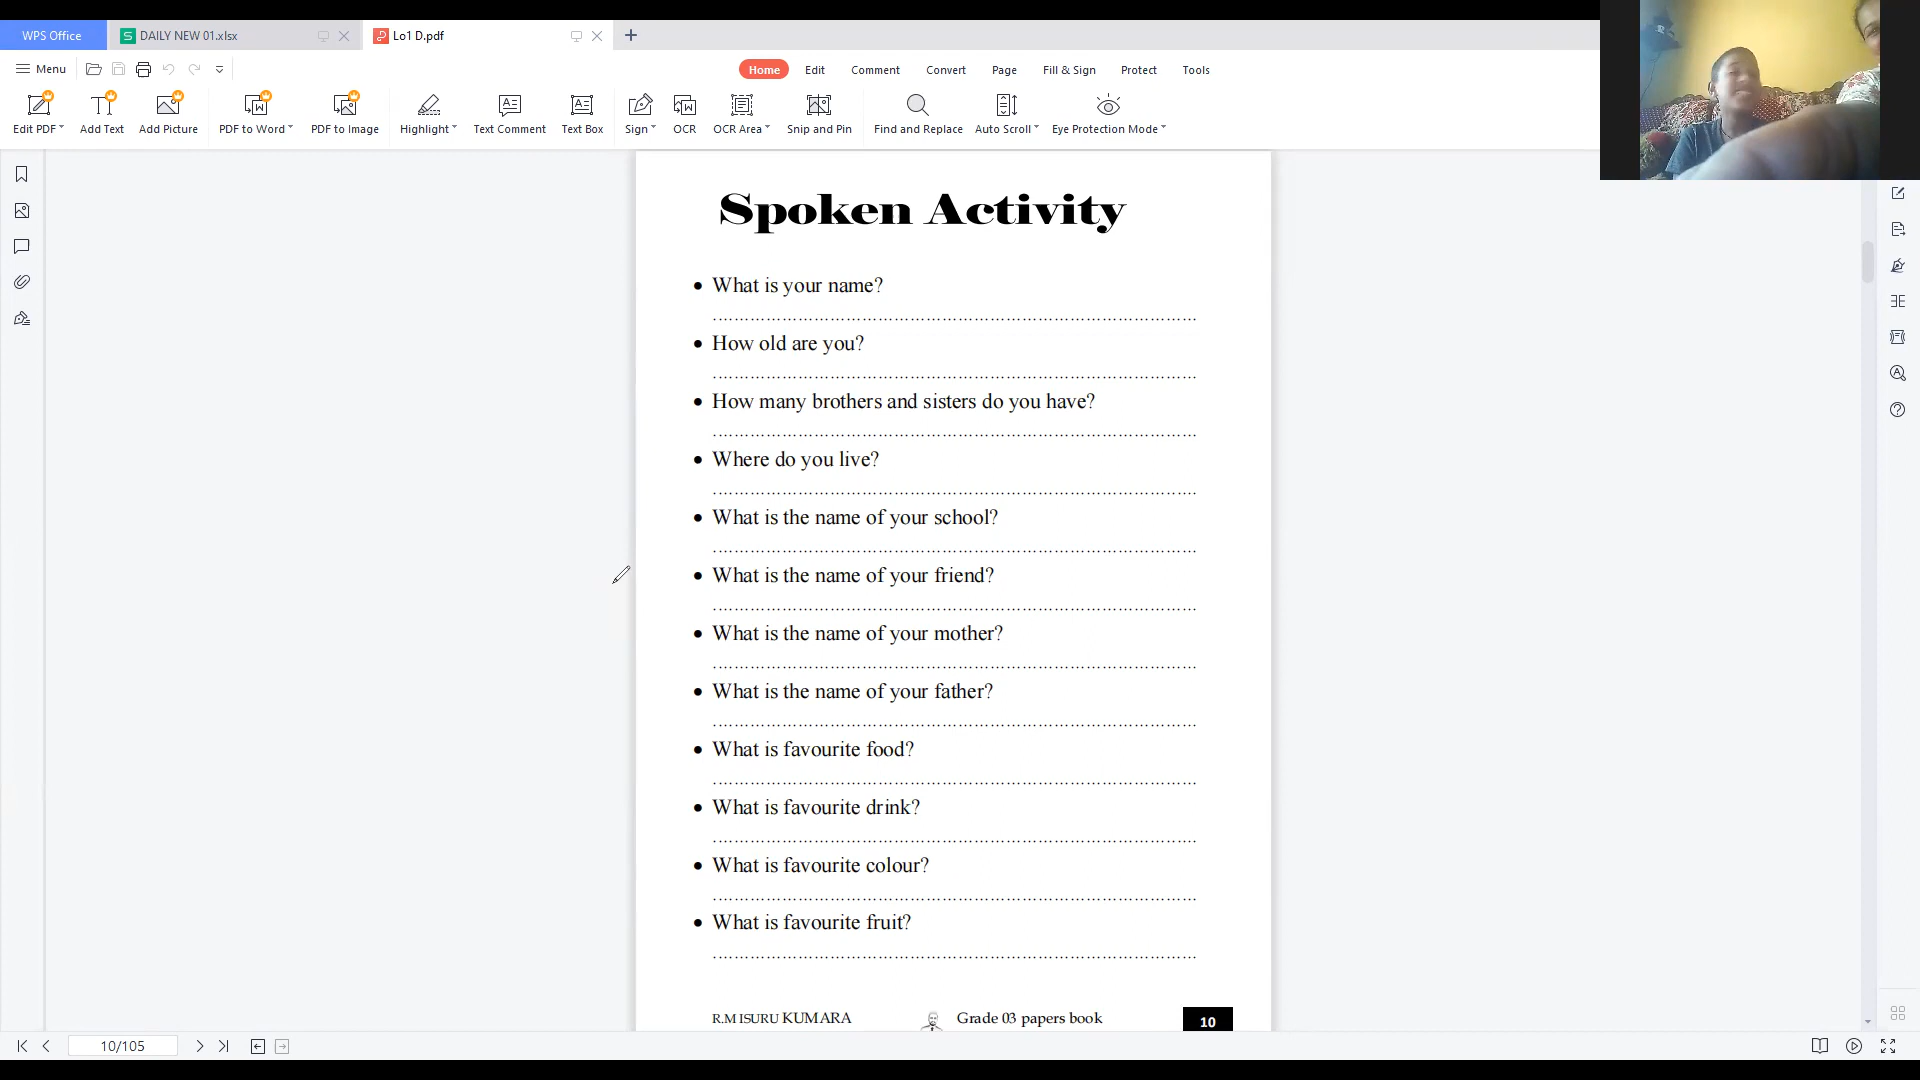 WPS Office
DAILY NEW 01.xlsx
Lo1 D.pdf
Menu
Home Edit Comment Convert Page Fill & Sign Protect Tools
Edit PDF Add Text Add Picture PDF to Word PDF to Image Highlight Text Comment Text Box Sign OCR OCR Area Snip and Pin Find and Replace Auto Scroll Eye Protection Mode
Spoken Activity
• What is your name?
• How old are you?
• How many brothers and sisters do you have?
• Where do you live?
• What is the name of your school?
• What is the name of your friend?
• What is the name of your mother?
• What is the name of your father?
• What is favourite food?
• What is favourite drink?
• What is favourite colour?
• What is favourite fruit?
R.M ISURU KUMARA Grade 03 papers book 10
10/105